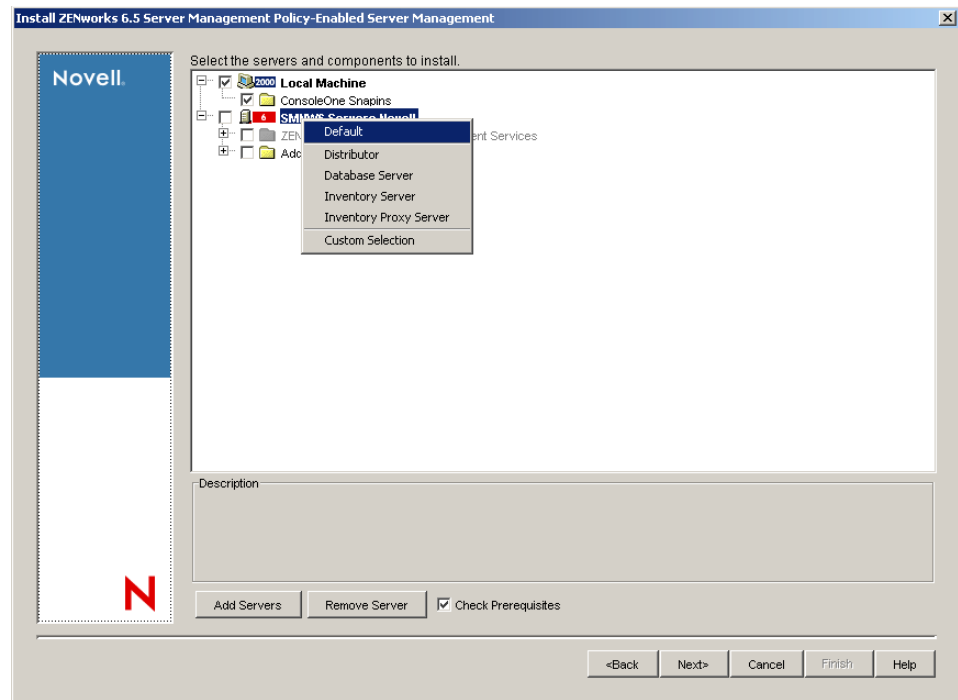 Install ZENworks 6.5 Server Management Policy-Enabled Server Management
Novell.
Select the servers and components to install.
2000 Local Machine
ConsoleOne Snapins
6 Servers Novell
ent Services
Default
Distributor
Database Server
Inventory Server
Inventory Proxy Server
Custom Selection
Description
N
Add Servers
Remove Server
Check Prerequisites
<Back
Next>
Cancel
Finish
Help